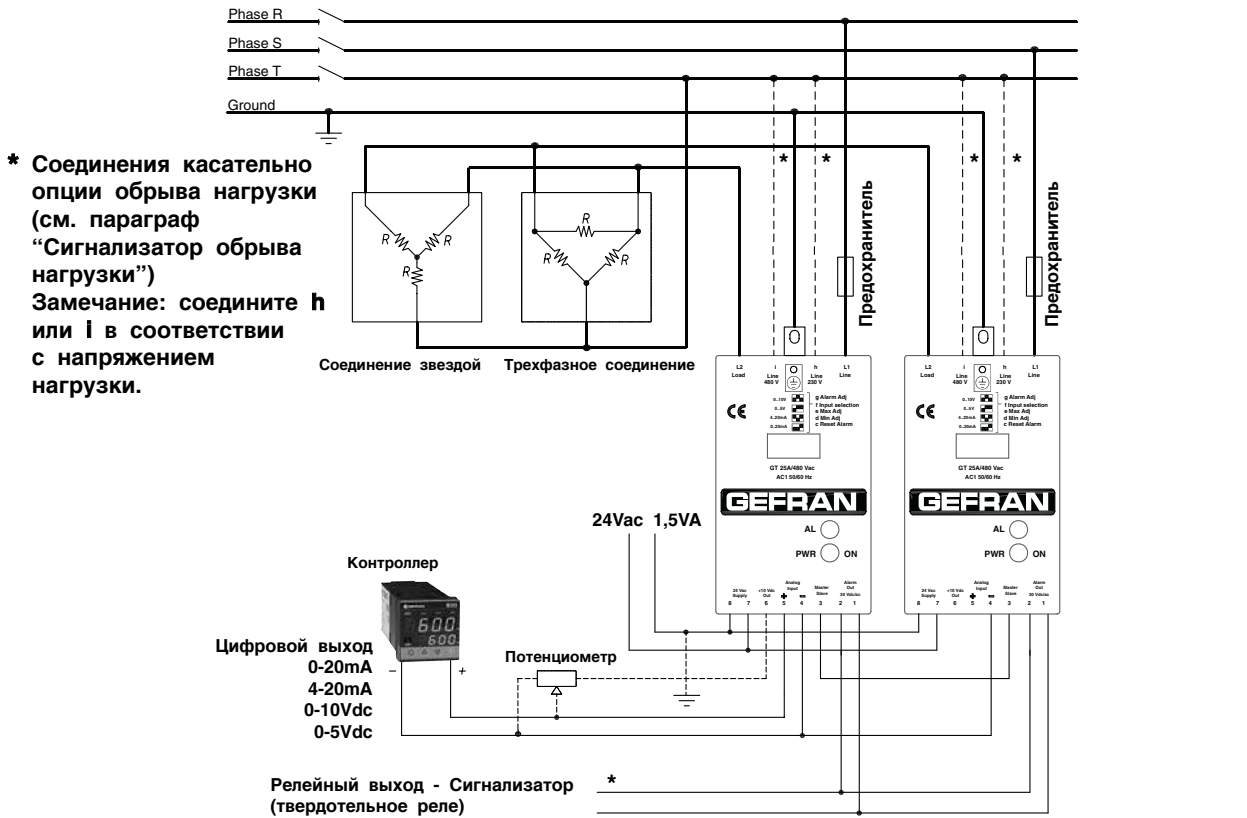 Phase R
Phase S
Phase T
Ground
* Соединения касательно
опции обрыва нагрузки
(см. параграф
“Сигнализатор обрыва
нагрузки”)
Замечание: соедините h
или i в соответствии
с напряжением
нагрузки.
* * * *
R R R
R R R
Предохранитель
Предохранитель
Соединение звездой
Трехфазное соединение
L2 Load
i Line 480 V
h Line 230 V
L1 Line
CE
0..10V
0..5V
4..20mA
0..20mA
g Alarm Adj
f Input selection
e Max Adj
d Min Adj
c Reset Alarm
GT 25A/480 Vac
AC1 50/60 Hz
GEFRAN
AL
PWR ON
24 Vac Supply
+10 Vdc Out
Analog Input
+ -
Master Slave
Alarm Out
30 Vdc/ac
8 7 6 5 4 3 2 1
L2 Load
i Line 480 V
h Line 230 V
L1 Line
CE
0..10V
0..5V
4..20mA
0..20mA
g Alarm Adj
f Input selection
e Max Adj
d Min Adj
c Reset Alarm
GT 25A/480 Vac
AC1 50/60 Hz
GEFRAN
AL
PWR ON
24 Vac Supply
+10 Vdc Out
Analog Input
+ -
Master Slave
Alarm Out
30 Vdc/ac
8 7 6 5 4 3 2 1
24Vac 1,5VA
Контроллер
600
600
600
Цифровой выход
0-20mA
4-20mA
0-10Vdc
0-5Vdc
– +
Потенциометр
Релейный выход - Сигнализатор *
(твердотельное реле)